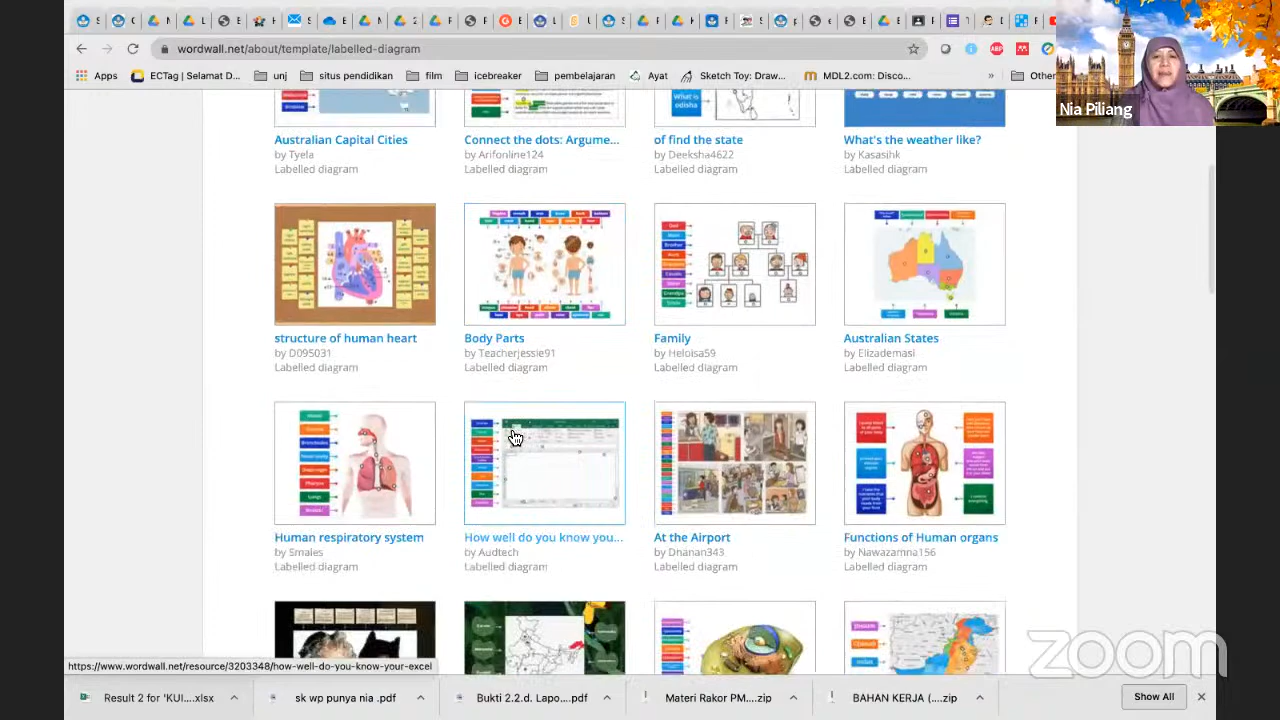 wordwall.net/about/template/labelled-diagram
ABP
Apps
ECTag | Selamat D...
unj
situs pendidikan
film
icebreaker
pembelajaran
Ayat
Sketch Toy: Draw...
MDL2.com: Disco...
»
Other
Nia Piliang
What is odisha
Australian Capital Cities
by Tyela
Labelled diagram
Connect the dots: Argume...
by Arifonline124
Labelled diagram
of find the state
by Deeksha4622
Labelled diagram
What's the weather like?
by Kasasihk
Labelled diagram
structure of human heart
by D095031
Labelled diagram
Body Parts
by Teacherjessie91
Labelled diagram
Family
by Heloisa59
Labelled diagram
Australian States
by Elizademasi
Labelled diagram
Human respiratory system
by Smales
Labelled diagram
How well do you know you...
by Audtech
Labelled diagram
At the Airport
by Dnanan343
Labelled diagram
Functions of Human organs
by Nawazamna156
Labelled diagram
https://www.wordwall.net/resource/3203348/how-well-do-you-know-your-excel
zoom
Result 2 for 'KUI....xlsx
sk wp punya nia .pdf
Bukti 2.2.d. Lapo....pdf
Materi Rakor PM....zip
BAHAN KERJA (....zip
Show All